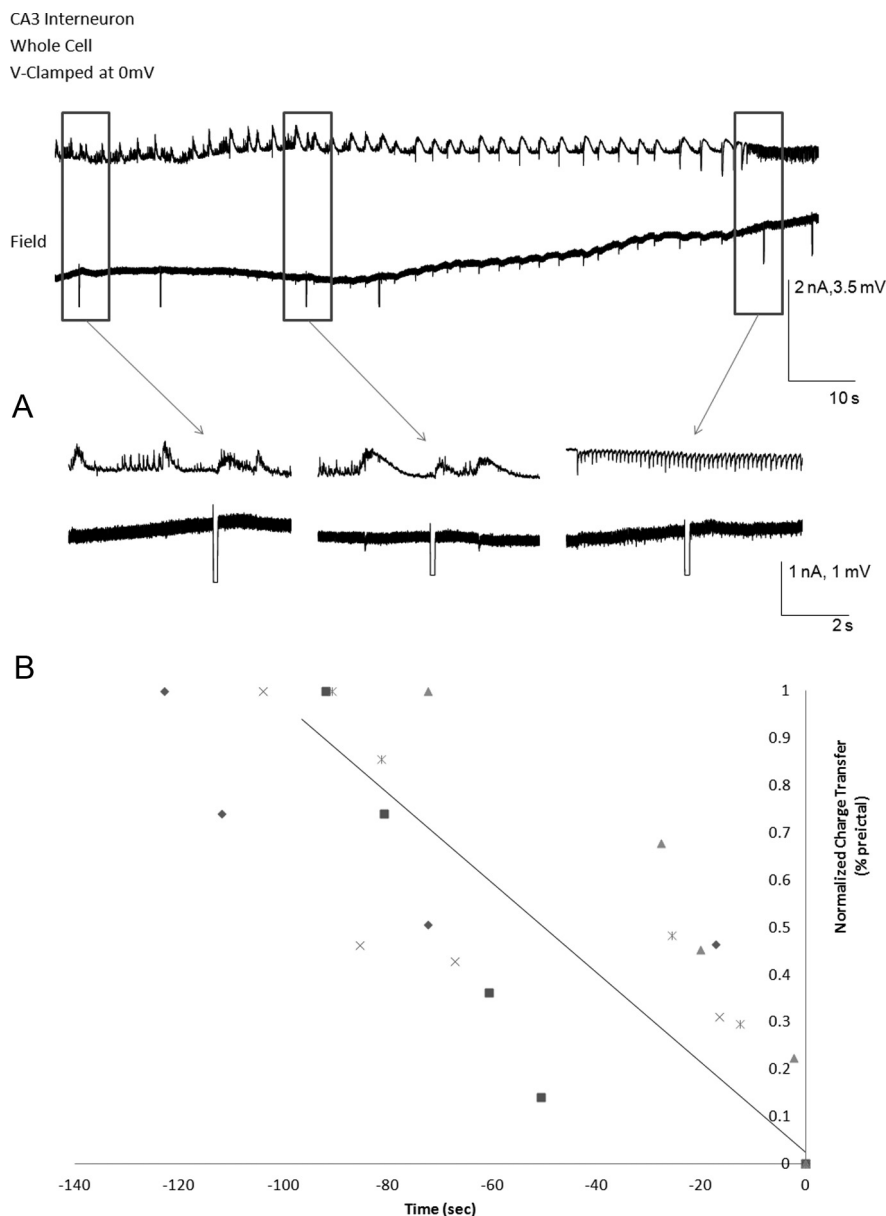 CA3 Interneuron
Whole Cell
V-Clamped at 0mV
Field
2 nA,3.5 mV
10 s
A
1 nA, 1 mV
2 s
B
1
0.9
0.8
0.7
0.6
0.5
0.4
0.3
0.2
0.1
0
Normalized Charge Transfer
(% preictal)
-140 -120 -100 -80 -60 -40 -20 0
Time (sec)